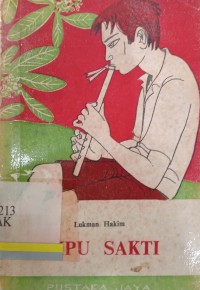 213
AK
Lukman Hakim
PU SAKTI
PUSTAKA JAYA